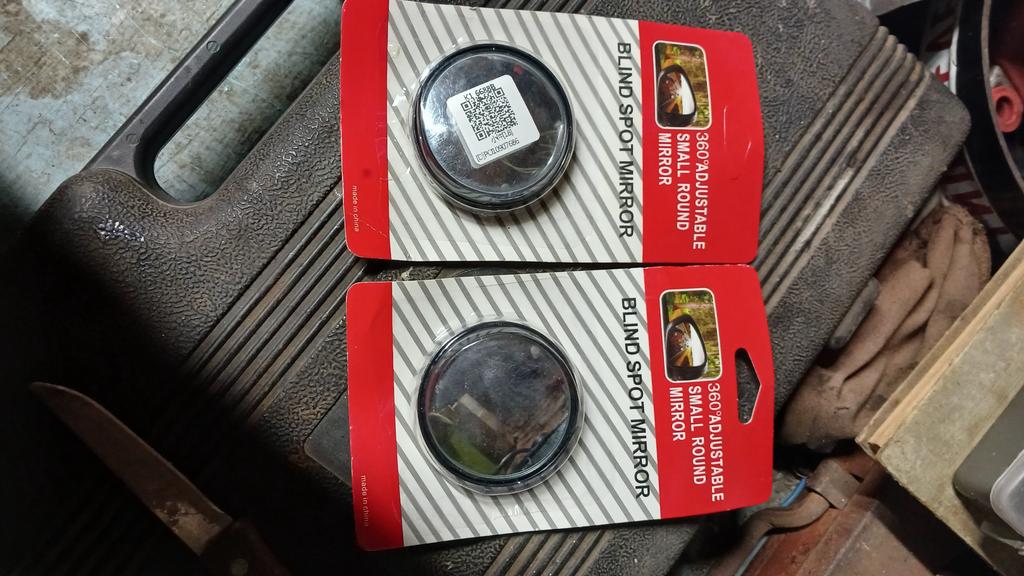 360°ADJUSTABLE
SMALL ROUND
MIRROR
BLIND SPOT MIRROR
made in china
360°ADJUSTABLE
SMALL ROUND
MIRROR
BLIND SPOT MIRROR
made in china